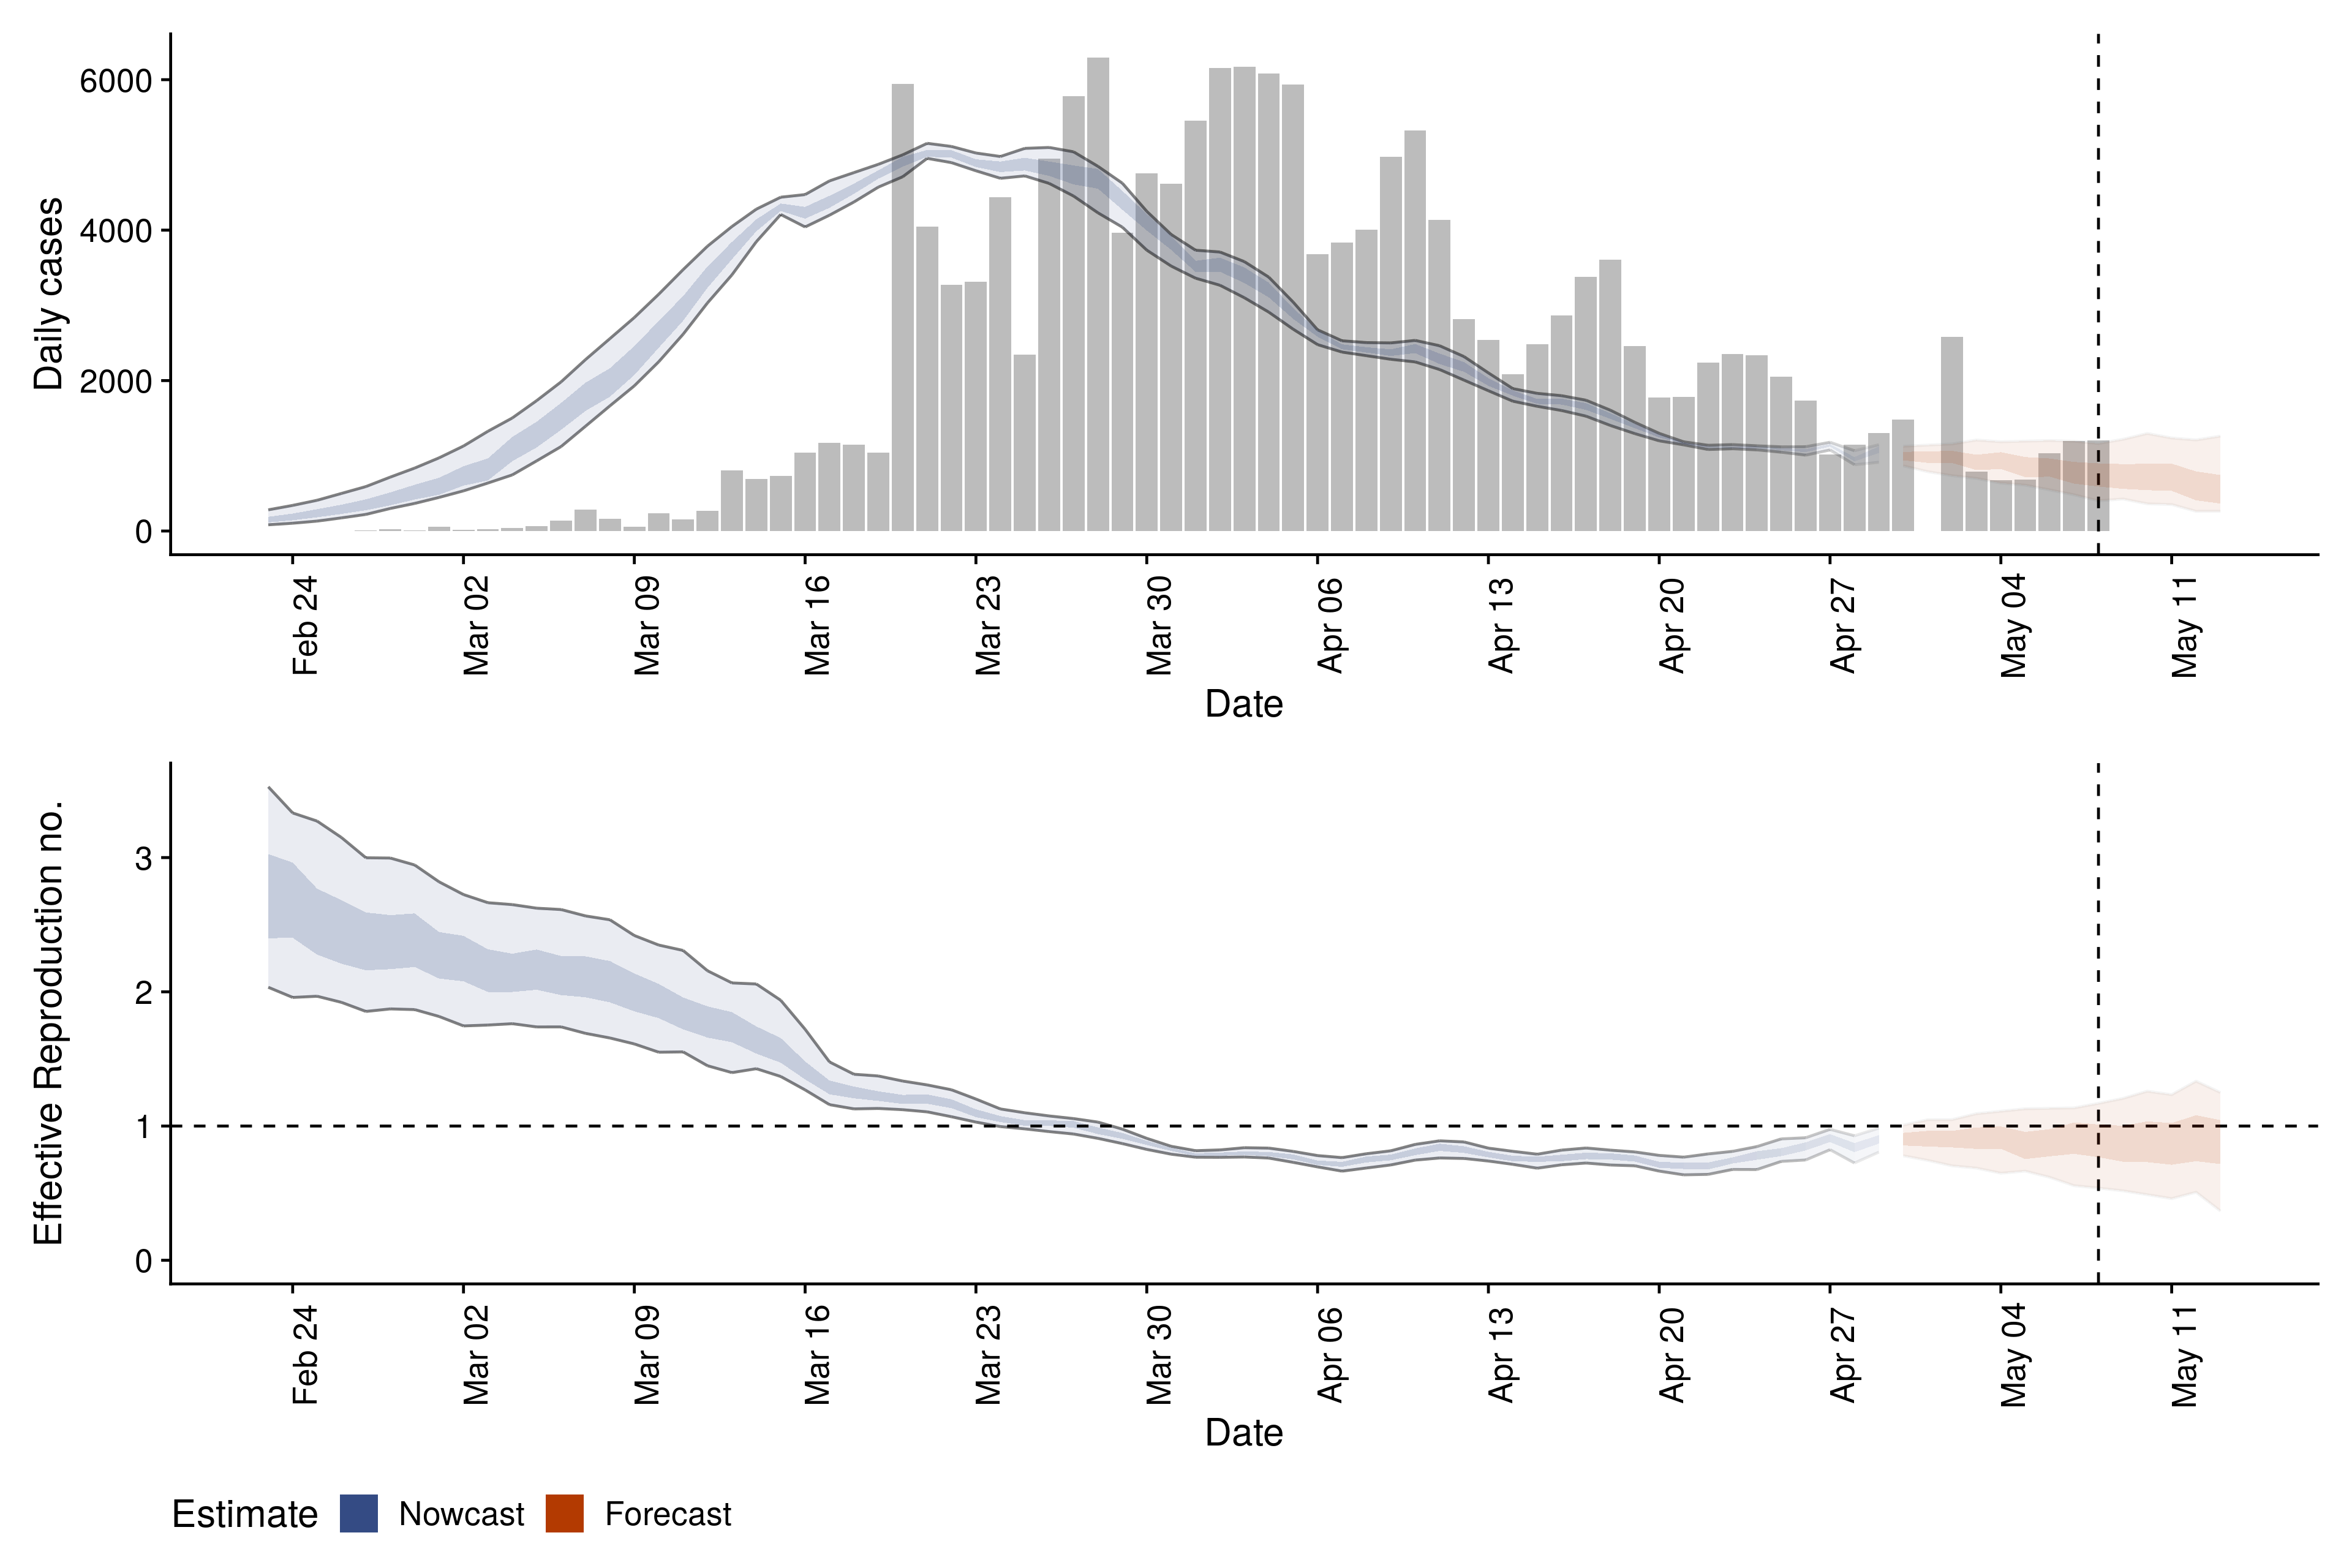 Daily cases
6000
4000
2000
0
Feb 24
Mar 02
Mar 09
Mar 16
Mar 23
Mar 30
Apr 06
Apr 13
Apr 20
Apr 27
May 04
May 11
Date
Effective Reproduction no.
3
2
1
0
Feb 24
Mar 02
Mar 09
Mar 16
Mar 23
Mar 30
Apr 06
Apr 13
Apr 20
Apr 27
May 04
May 11
Date
Estimate Nowcast Forecast